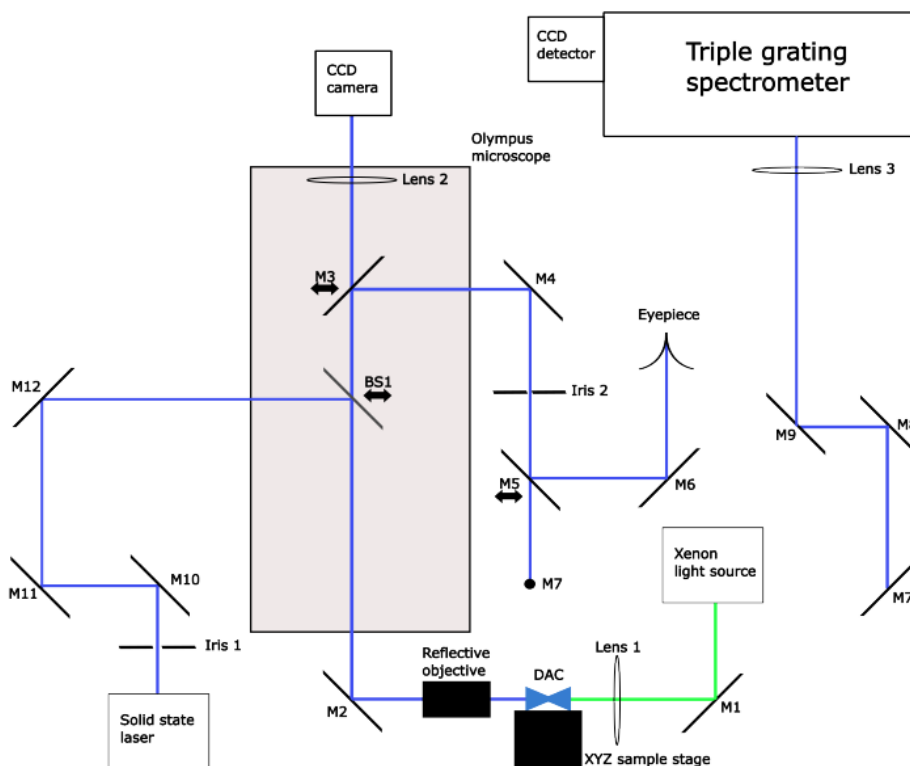 CCD
camera
CCD
detector
Triple grating
spectrometer
Olympus
microscope
Lens 2
Lens 3
M3
M4
Eyepiece
M12
BS1
Iris 2
M9
M8
M5
M6
M11
M10
M7
Xenon
light source
M7
Iris 1
Reflective
objective
DAC
Lens 1
M2
M1
Solid state
laser
XYZ sample stage